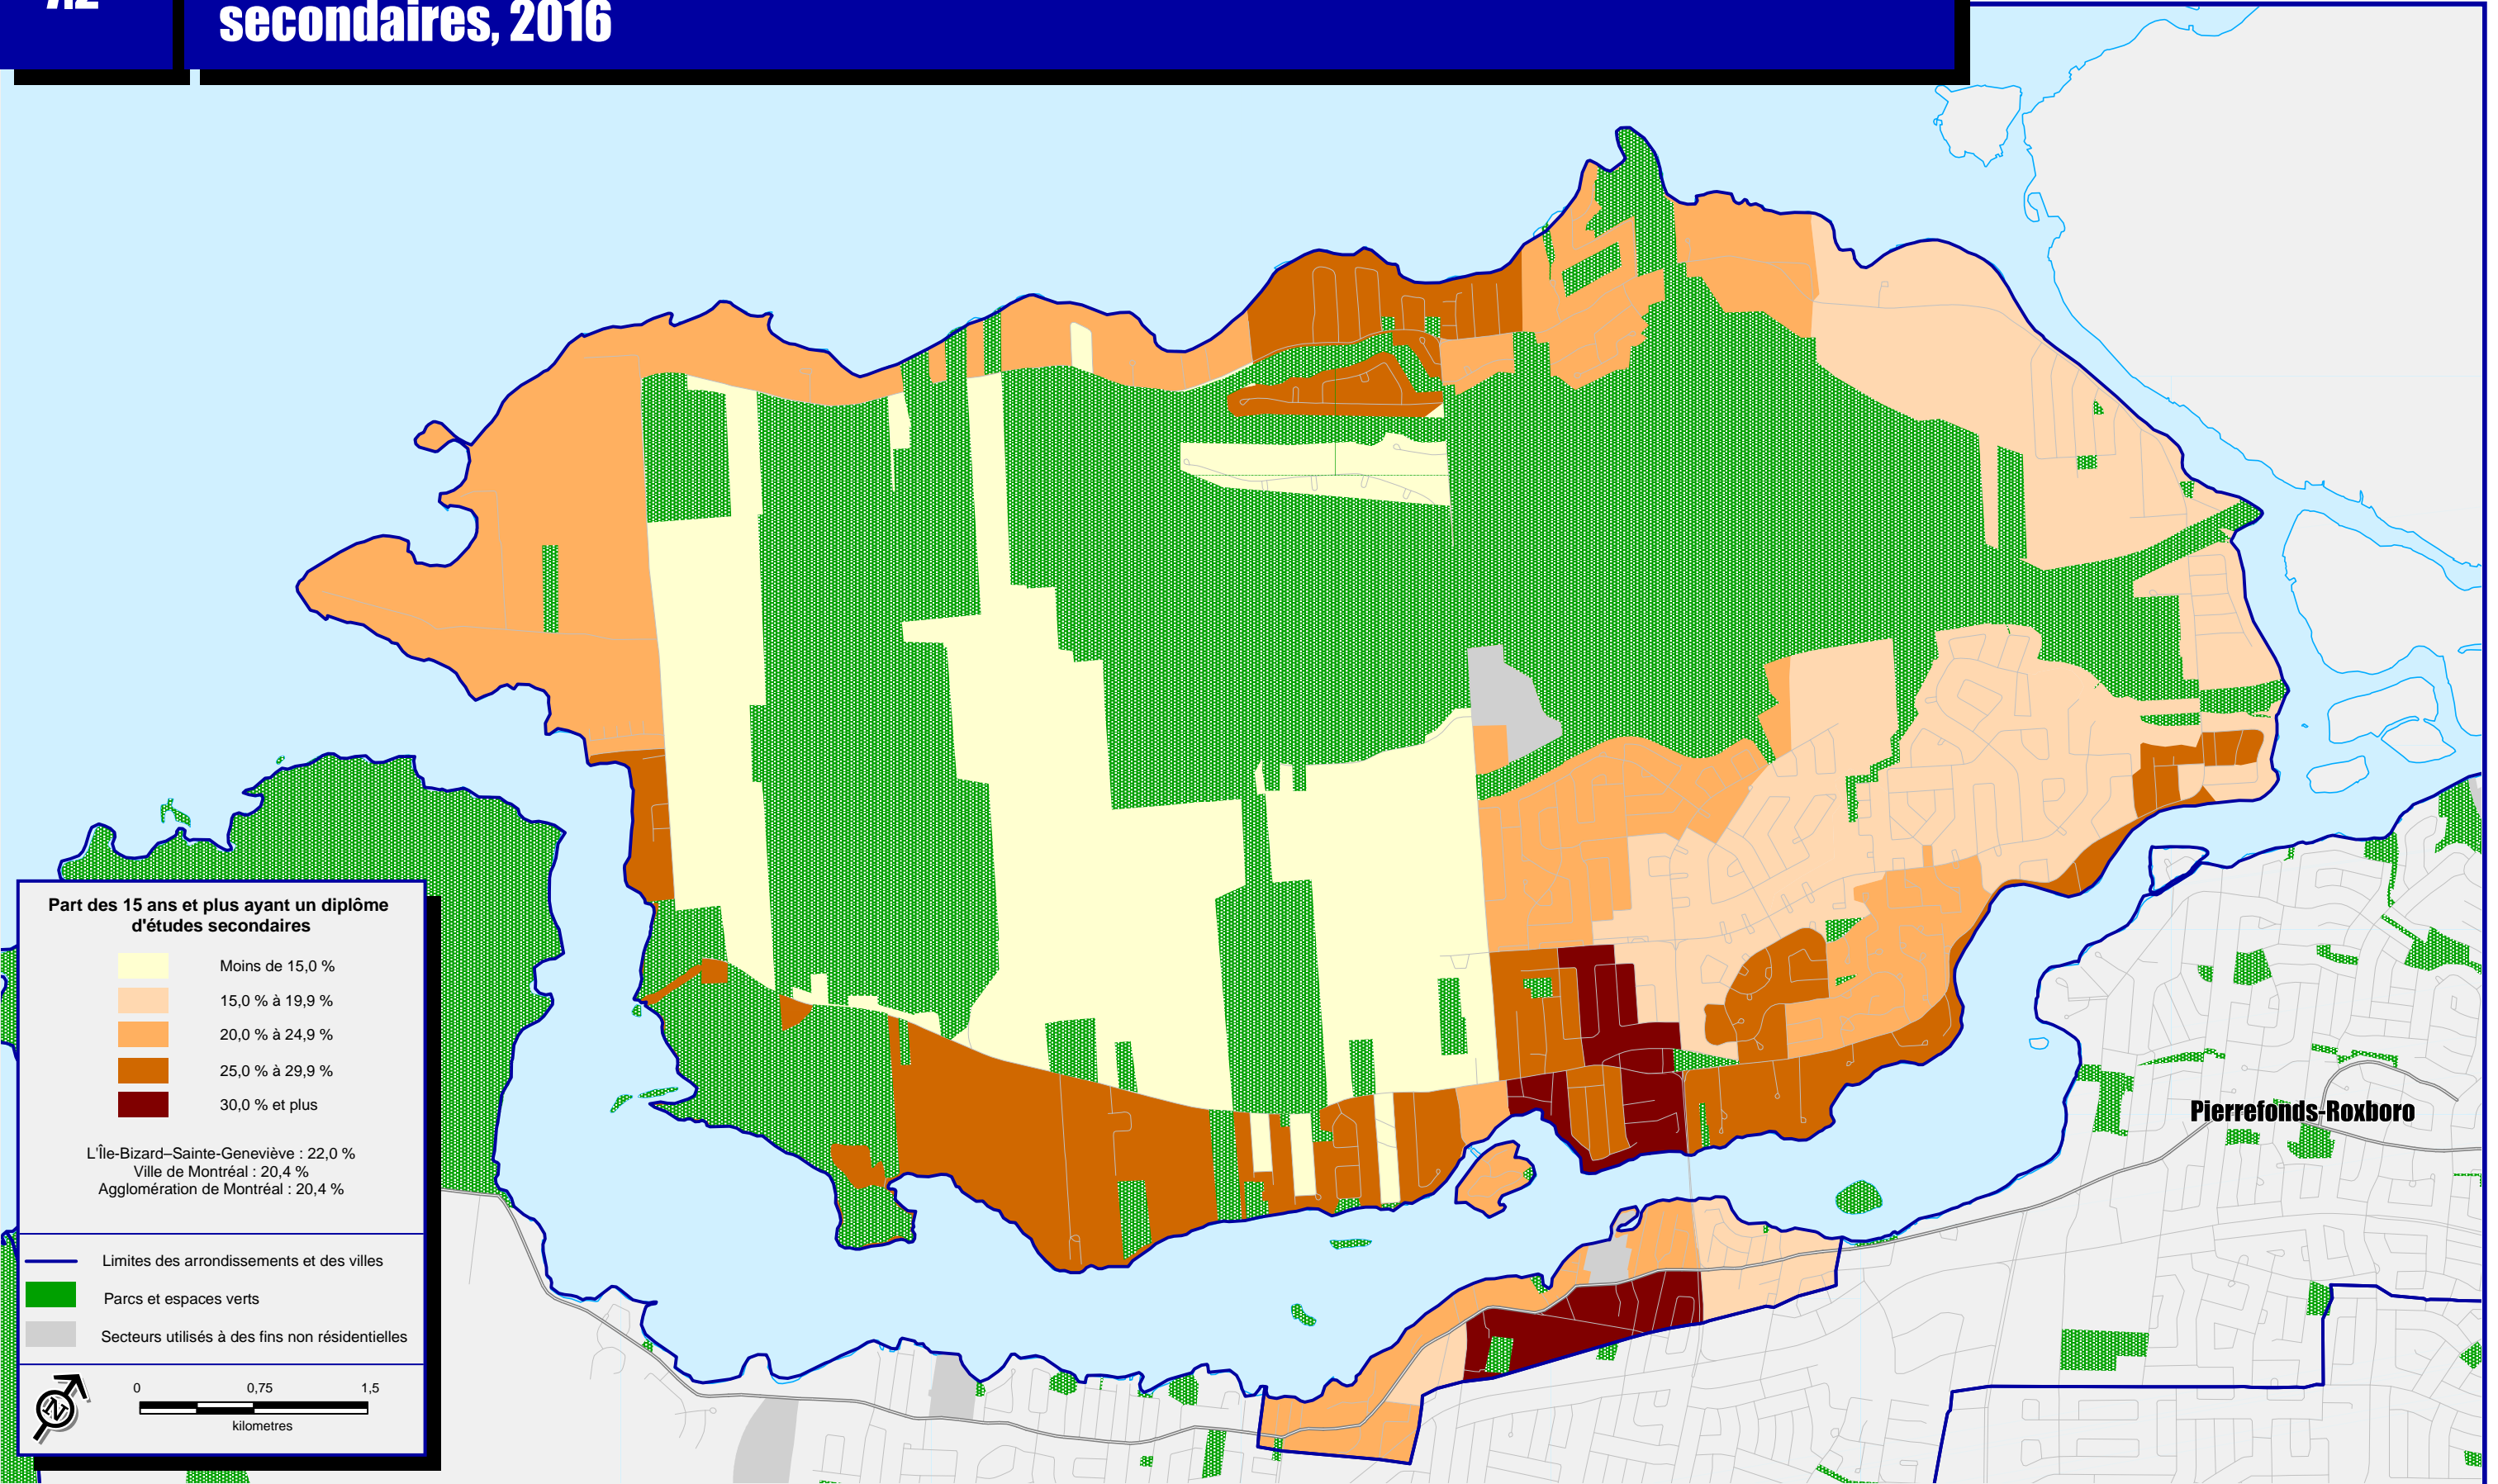 secondaires, 2016
Pierrefonds-Roxboro
Part des 15 ans et plus ayant un diplôme
d'études secondaires
Moins de 15,0 %
15,0 % à 19,9 %
20,0 % à 24,9 %
25,0 % à 29,9 %
30,0 % et plus
L'Île-Bizard–Sainte-Geneviève : 22,0 %
Ville de Montréal : 20,4 %
Agglomération de Montréal : 20,4 %
Limites des arrondissements et des villes
Parcs et espaces verts
Secteurs utilisés à des fins non résidentielles
N
0 0,75 1,5
kilometres